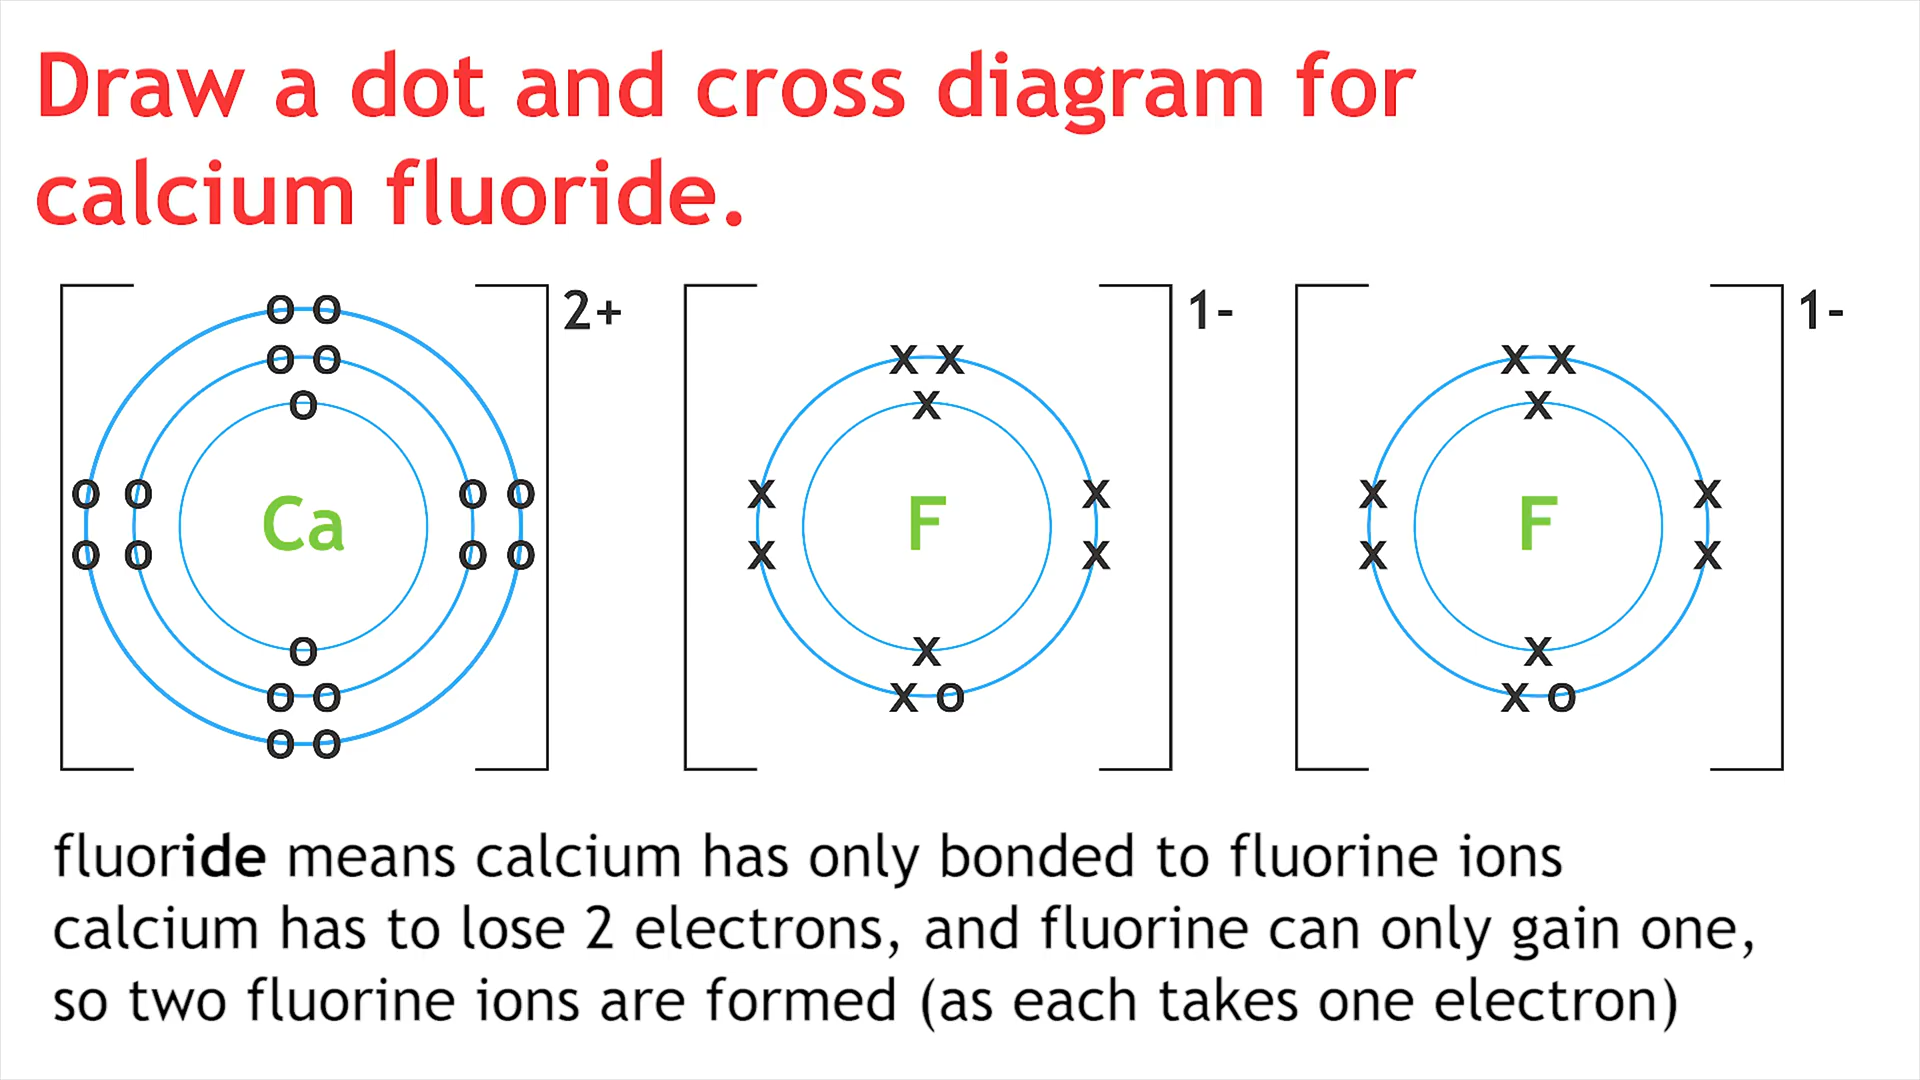 Draw a dot and cross diagram for
calcium fluoride.
2+
1-
1-
o o
o o
o
x x
x
x x
x
o o
o o
x
x
x
x
Ca
F
F
o o
o o
x
x
x
x
o
o o
o o
x
x o
x
x o
fluoride means calcium has only bonded to fluorine ions
calcium has to lose 2 electrons, and fluorine can only gain one,
so two fluorine ions are formed (as each takes one electron)